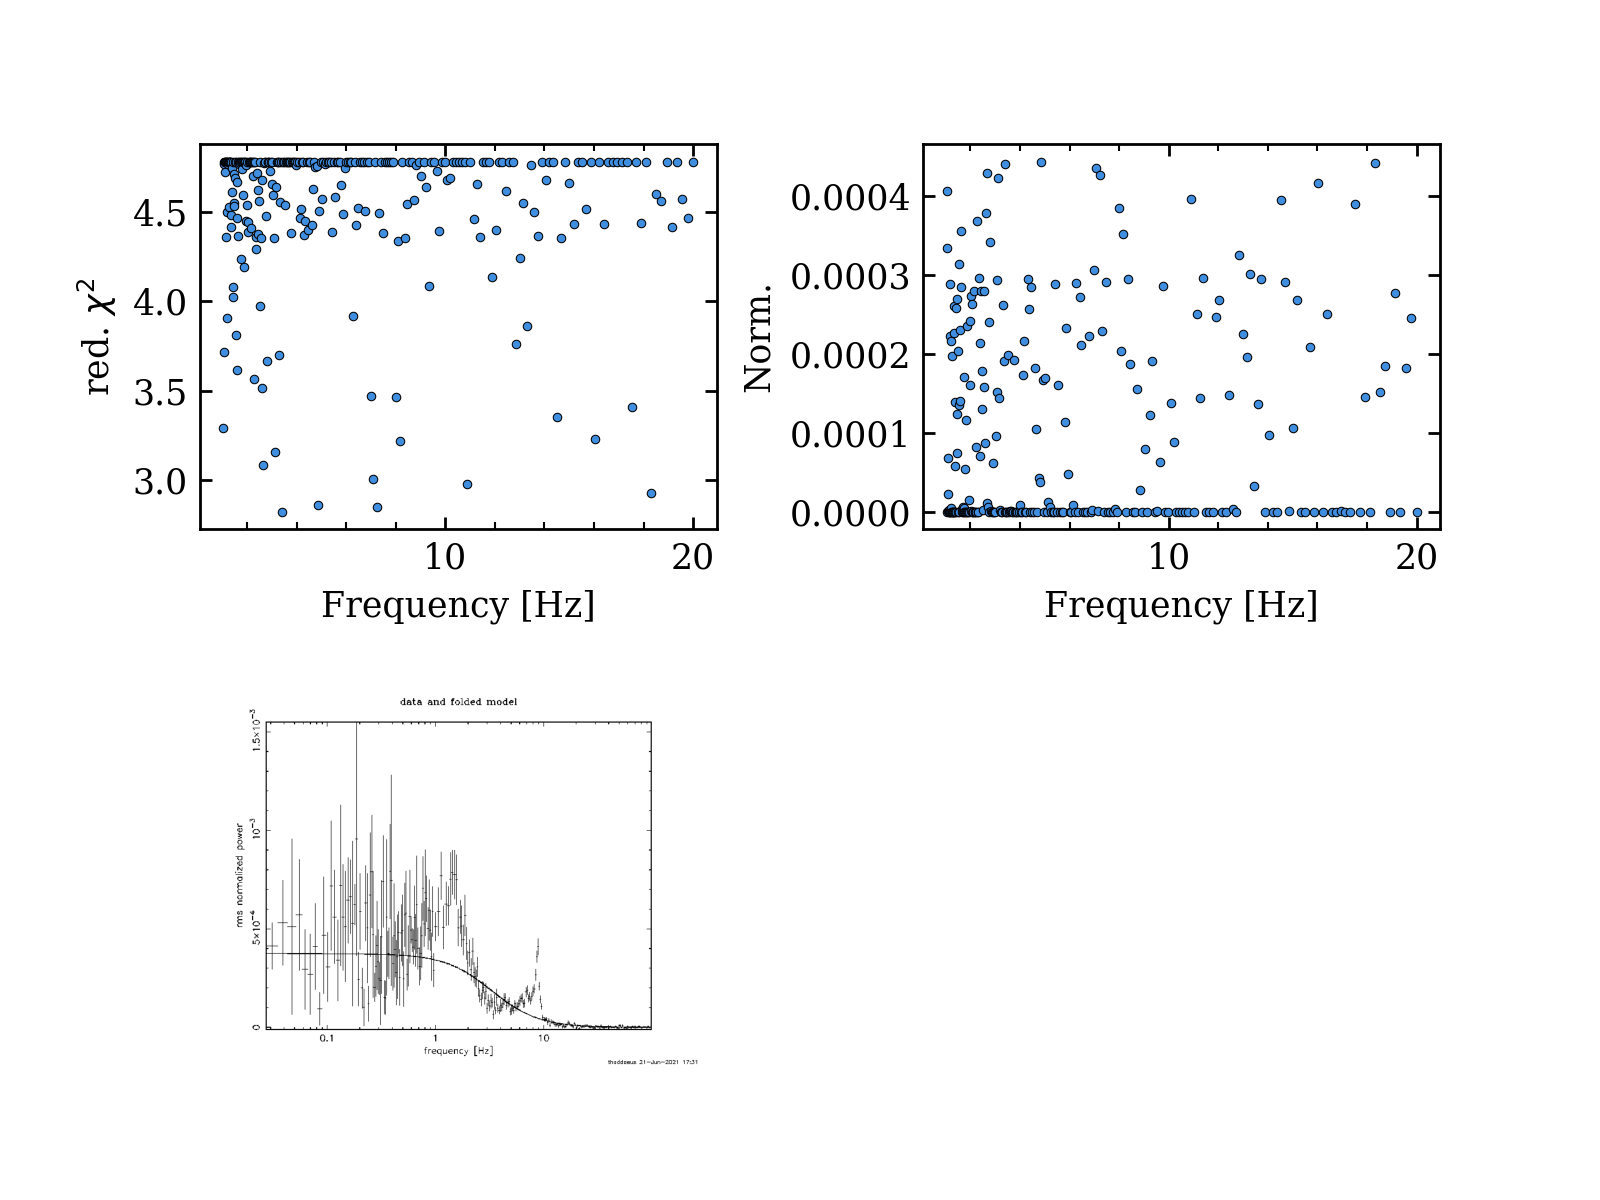 4.5
4.0
3.5
3.0
red. χ²
10
20
Frequency [Hz]
0.0004
0.0003
0.0002
0.0001
0.0000
Norm.
10
20
Frequency [Hz]
data and folded model
1.5×10⁻³
10⁻³
5×10⁻⁴
0
rms normalized power
0.1
1
10
frequency [Hz]
thaddaeus 21-Jun-2021 17:31